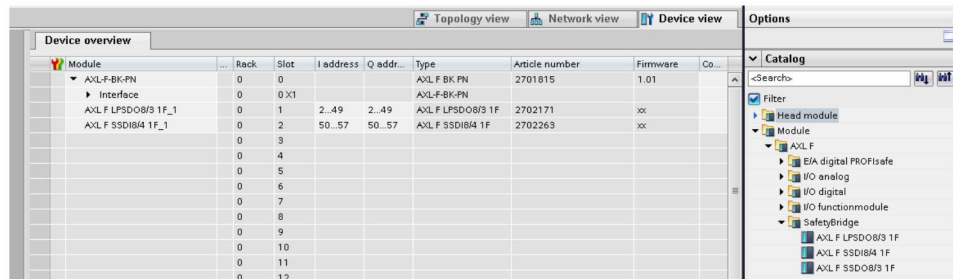 Topology view Network view Device view Options
Device overview
Catalog
Module ... Rack Slot I address Q addr... Type Article number Firmware Co...
<Search>
AXL-F-BK-PN 0 0 AXL F BK PN 2701815 1.01
Filter
Interface 0 0 X1 AXL-F-BK-PN
Head module
AXL F LPSDO8/3 1F_1 0 1 2...49 2...49 AXL F LPSDO8/3 1F 2702171 xx
Module
AXL F SSDI8/4 1F_1 0 2 50...57 50...57 AXL F SSDI8/4 1F 2702263 xx
AXL F
0 3
E/A digital PROFIsafe
0 4
I/O analog
0 5
I/O digital
0 6
I/O functionmodule
0 7
SafetyBridge
0 8
AXL F LPSDO8/3 1F
0 9
AXL F SSDI8/4 1F
0 10
AXL F SSDO8/3 1F
0 11
0 12